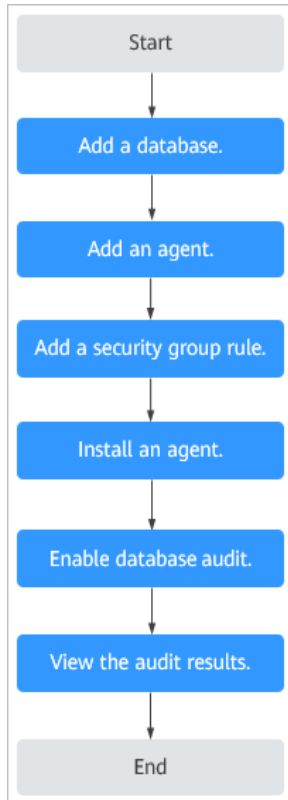 Start
Add a database.
Add an agent.
Add a security group rule.
Install an agent.
Enable database audit.
View the audit results.
End